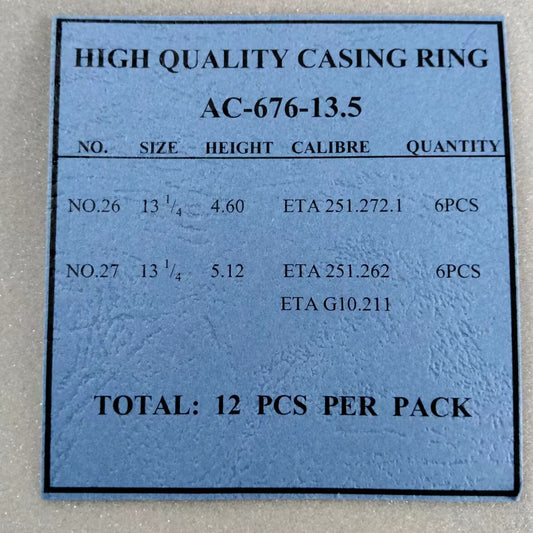 HIGH QUALITY CASING RING
AC-676-13.5
NO. SIZE HEIGHT CALIBRE QUANTITY
NO.26 13 1/4 4.60 ETA 251.272.1 6PCS
NO.27 13 1/4 5.12 ETA 251.262 6PCS
ETA G10.211
TOTAL: 12 PCS PER PACK